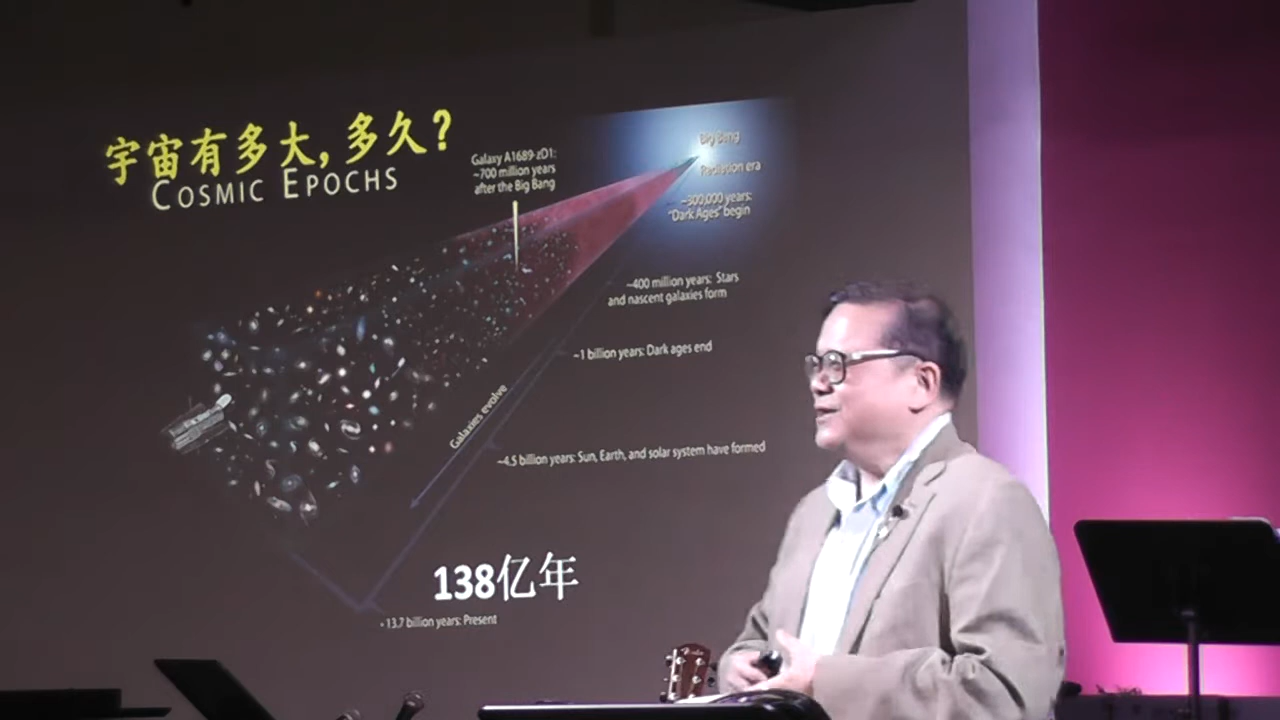 宇宙有多大,多久?
COSMIC EPOCHS
Galaxy A1689-zD1:
~700 million years
after the Big Bang
Big Bang
Radiation era
~300,000 years:
"Dark Ages" begin
~400 million years: Stars
and nascent galaxies form
~1 billion years: Dark ages end
Galaxies evolve
~4.5 billion years: Sun, Earth, and solar system have formed
138亿年
13.7 billion years: Present